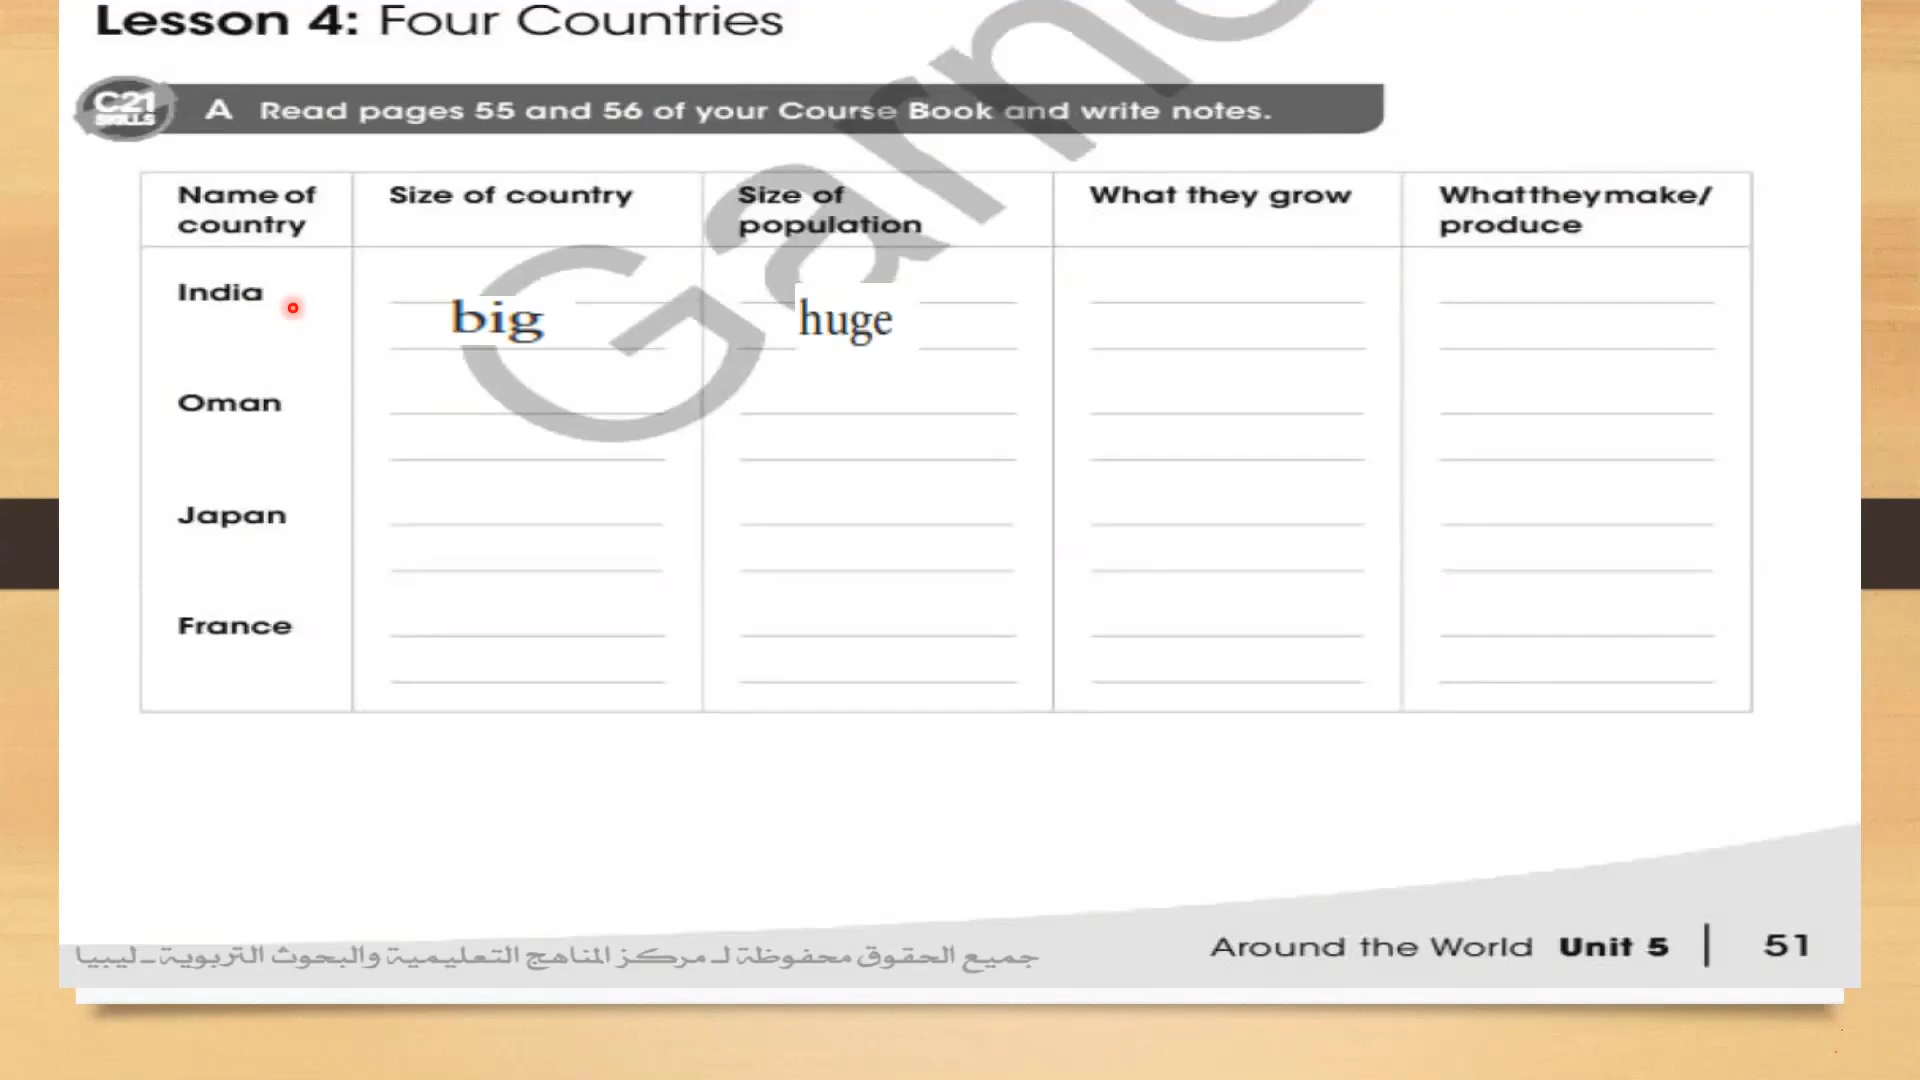 Lesson 4: Four Countries
C21
SKILLS
A Read pages 55 and 56 of your Course Book and write notes.
Name of country
Size of country
Size of population
What they grow
What they make/ produce
India
big
huge
Oman
Japan
France
جميع الحقوق محفوظة لـ مركز المناهج التعليمية والبحوث التربوية ـ ليبيا
Around the World Unit 5 | 51